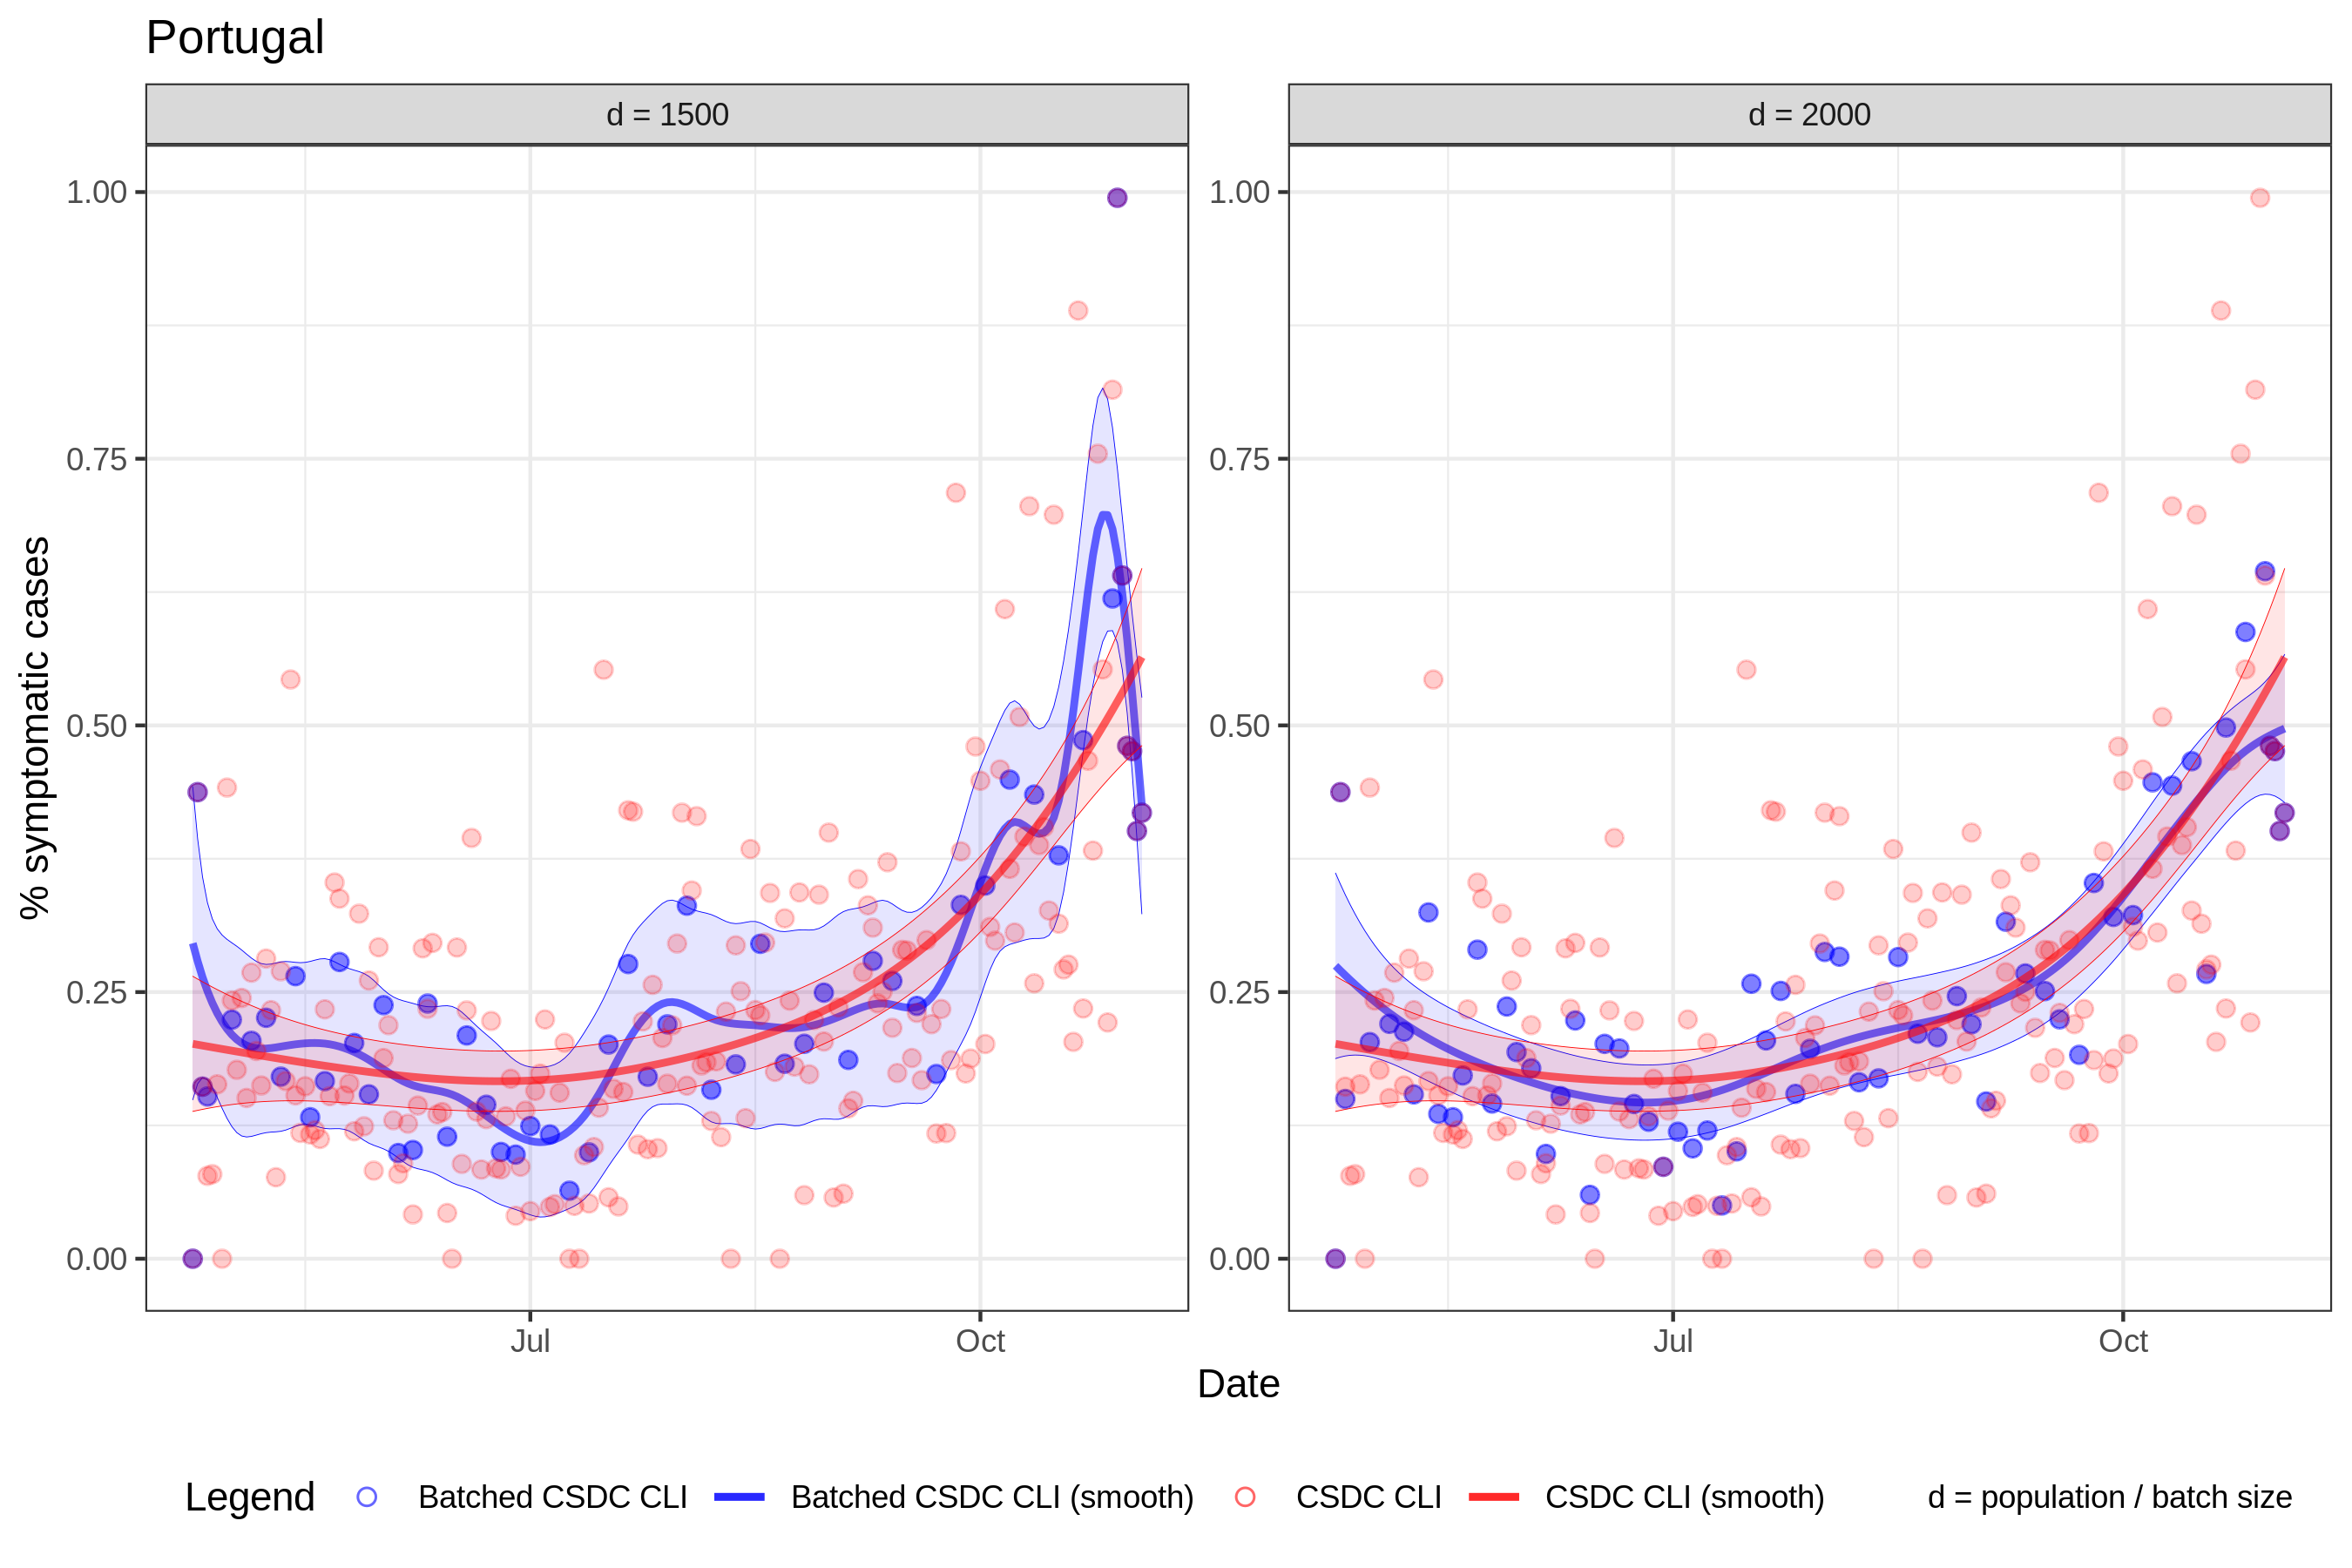 Portugal
d = 1500
d = 2000
% symptomatic cases
1.00
0.75
0.50
0.25
0.00
1.00
0.75
0.50
0.25
0.00
Jul
Oct
Jul
Oct
Date
Legend Batched CSDC CLI Batched CSDC CLI (smooth) CSDC CLI CSDC CLI (smooth) d = population / batch size